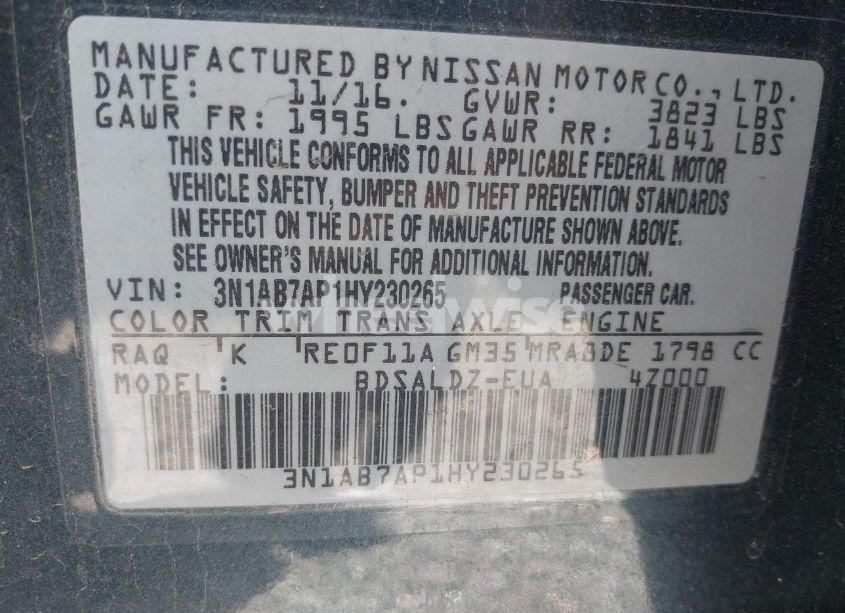 MANUFACTURED BY NISSAN MOTOR CO., LTD.
DATE: 11/16. GVWR: 3823 LBS
GAWR FR: 1995 LBS GAWR RR: 1841 LBS
THIS VEHICLE CONFORMS TO ALL APPLICABLE FEDERAL MOTOR
VEHICLE SAFETY, BUMPER AND THEFT PREVENTION STANDARDS
IN EFFECT ON THE DATE OF MANUFACTURE SHOWN ABOVE.
SEE OWNER'S MANUAL FOR ADDITIONAL INFORMATION.
VIN: 3N1AB7AP1HY230265 PASSENGER CAR.
COLOR TRIM TRANS AXLE ENGINE
RAQ K RE0F11A GM35 MRA8DE 1798 CC
MODEL: BDSALDZ-EUA 4Z000
3N1AB7AP1HY230265